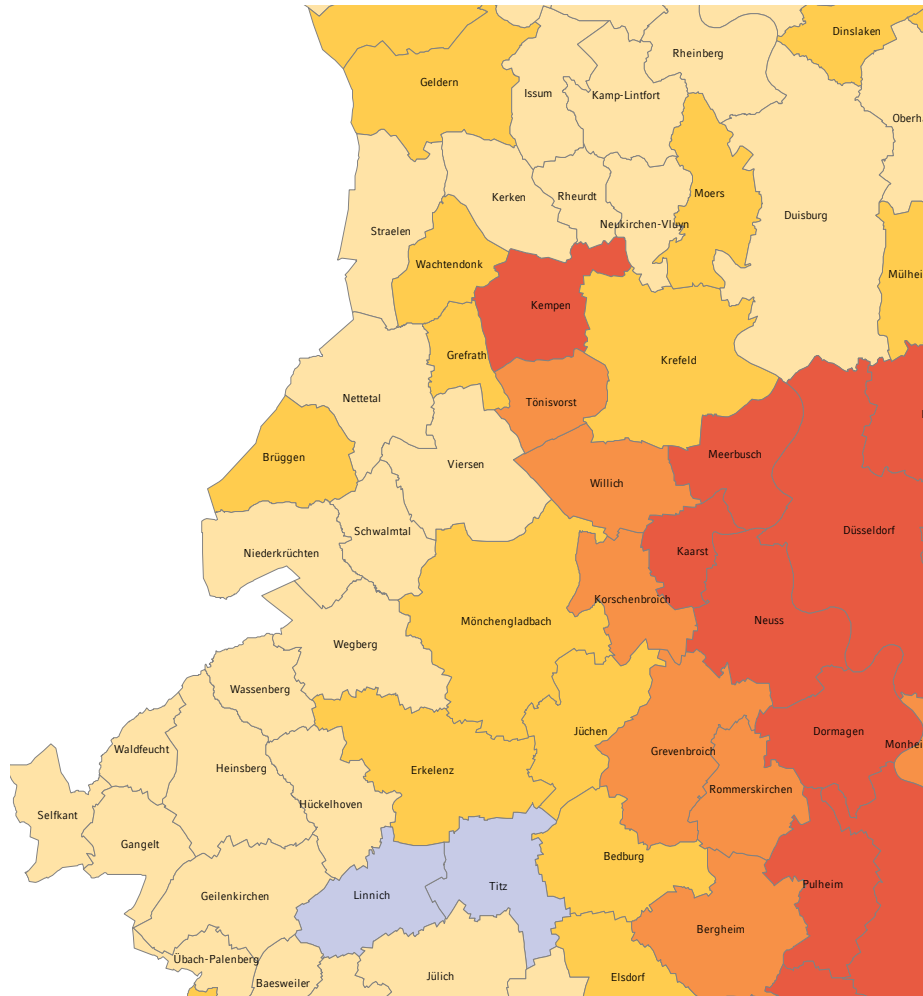 Dinslaken
Rheinberg
Geldern
Issum
Kamp-Lintfort
Oberh
Moers
Kerken
Rheurdt
Duisburg
Neukirchen-Vluyn
Straelen
Wachtendonk
Mülhei
Kempen
Grefrath
Krefeld
Nettetal
Tönisvorst
Meerbusch
Brüggen
Viersen
Willich
Schwalmtal
Düsseldorf
Niederkrüchten
Kaarst
Korschenbroich
Mönchengladbach
Neuss
Wegberg
Wassenberg
Jüchen
Dormagen
Waldfeucht
Grevenbroich
Monhei
Heinsberg
Erkelenz
Rommerskirchen
Hückelhoven
Selfkant
Gangelt
Bedburg
Titz
Pulheim
Linnich
Geilenkirchen
Bergheim
Übach-Palenberg
Jülich
Elsdorf
Baesweiler